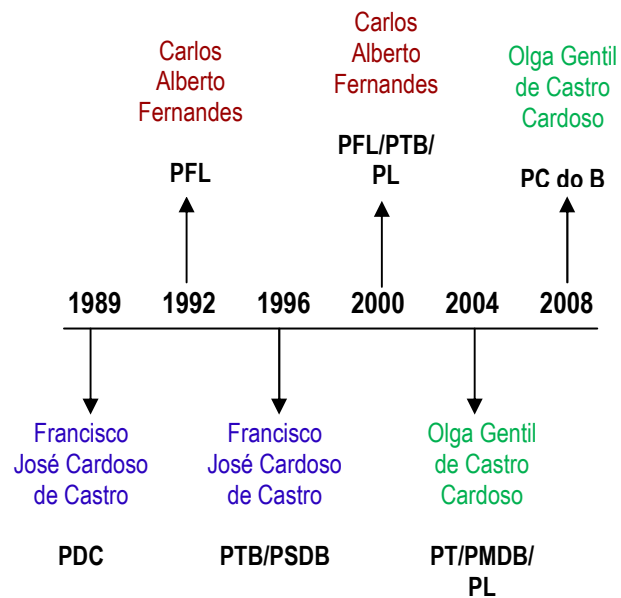 Carlos
Alberto
Fernandes
PFL
Carlos
Alberto
Fernandes
PFL/PTB/
PL
Olga Gentil
de Castro
Cardoso
PC do B
1989 1992 1996 2000 2004 2008
Francisco
José Cardoso
de Castro
PDC
Francisco
José Cardoso
de Castro
PTB/PSDB
Olga Gentil
de Castro
Cardoso
PT/PMDB/
PL